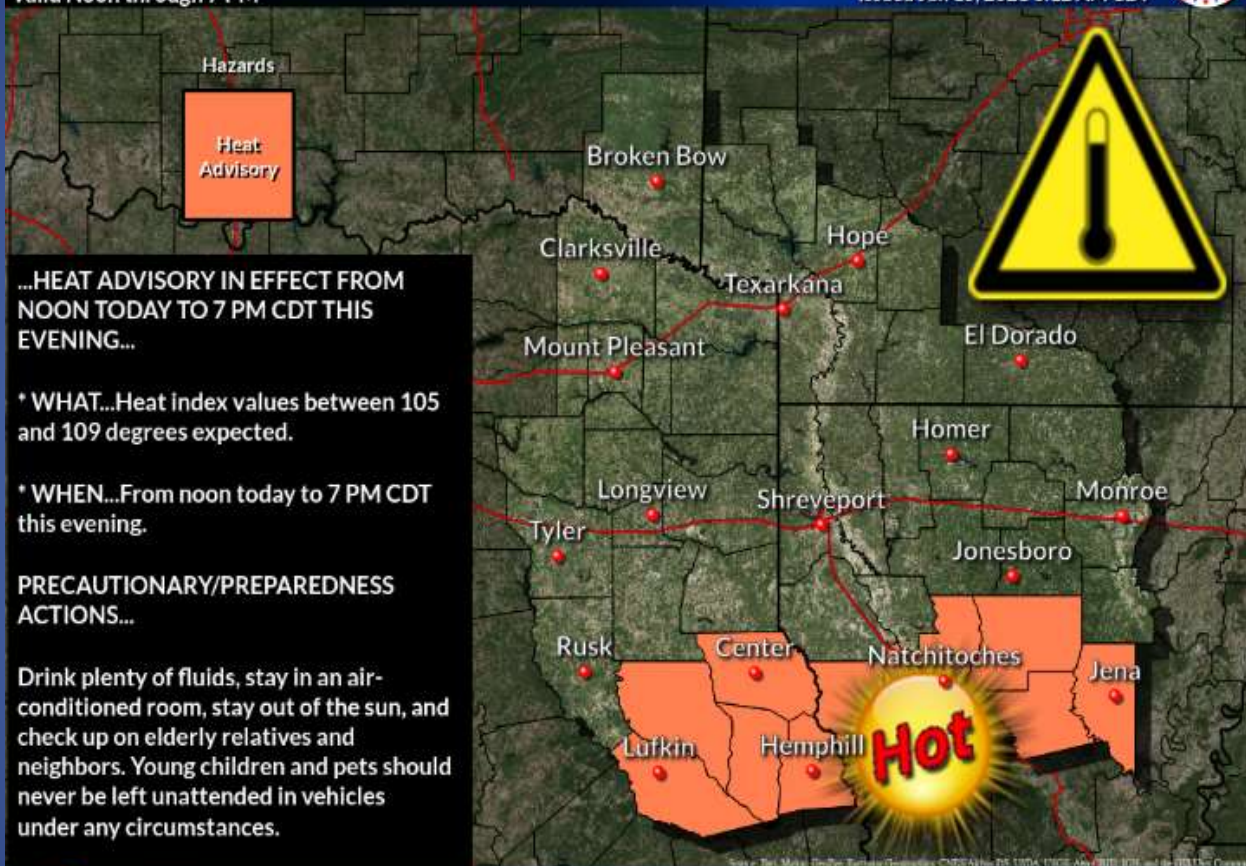 Hazards
Heat
Advisory
Broken Bow
Clarksville
Hope
Texarkana
Mount Pleasant
El Dorado
Homer
Longview
Shreveport
Monroe
Tyler
Jonesboro
Rusk
Center
Natchitoches
Jena
Lufkin
Hemphill
Hot
...HEAT ADVISORY IN EFFECT FROM
NOON TODAY TO 7 PM CDT THIS
EVENING...
* WHAT...Heat index values between 105
and 109 degrees expected.
* WHEN...From noon today to 7 PM CDT
this evening.
PRECAUTIONARY/PREPAREDNESS
ACTIONS...
Drink plenty of fluids, stay in an air-
conditioned room, stay out of the sun, and
check up on elderly relatives and
neighbors. Young children and pets should
never be left unattended in vehicles
under any circumstances.